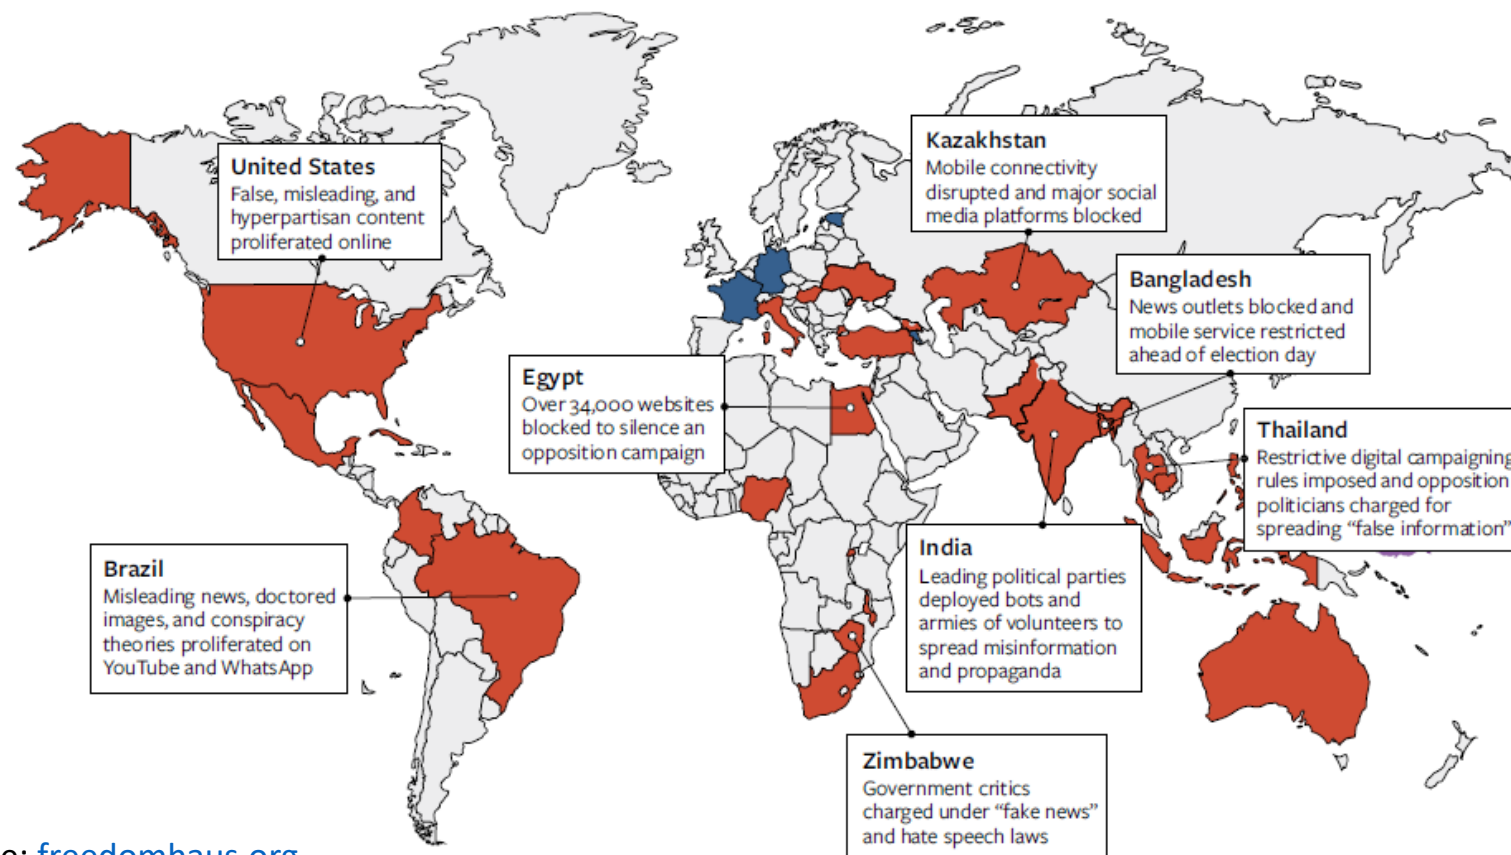 United States
False, misleading, and
hyperpartisan content
proliferated online
Kazakhstan
Mobile connectivity
disrupted and major social
media platforms blocked
Bangladesh
News outlets blocked and
mobile service restricted
ahead of election day
Egypt
Over 34,000 websites
blocked to silence an
opposition campaign
Thailand
Restrictive digital campaigning
rules imposed and opposition
politicians charged for
spreading “false information”
India
Leading political parties
deployed bots and
armies of volunteers to
spread misinformation
and propaganda
Brazil
Misleading news, doctored
images, and conspiracy
theories proliferated on
YouTube and WhatsApp
Zimbabwe
Government critics
charged under “fake news”
and hate speech laws
e: freedomhaus.org